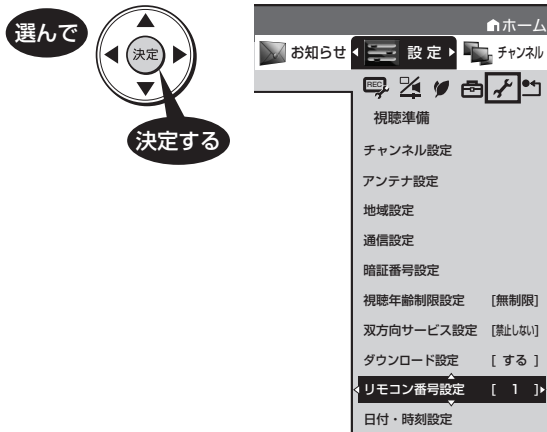 選んで
決定
決定する
ホーム
お知らせ 設定 チャンネル
REC
視聴準備
チャンネル設定
アンテナ設定
地域設定
通信設定
暗証番号設定
視聴年齢制限設定 [無制限]
双方向サービス設定 [禁止しない]
ダウンロード設定 [ する ]
リモコン番号設定 [ 1 ]
日付・時刻設定